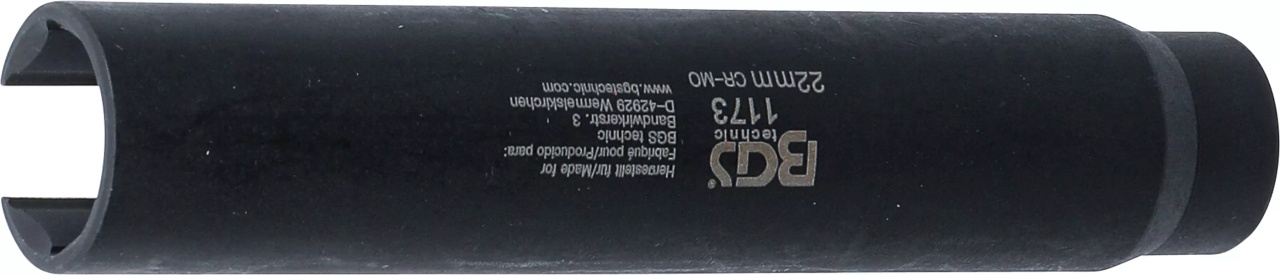 BGS®
technic
1173
22mm CR-MO
Hergestellt für/Made for
Fabriqué pour/Producido para:
BGS technic
Bandwirkerstr. 3
D-42929 Wermelskirchen
www.bgstechnic.com